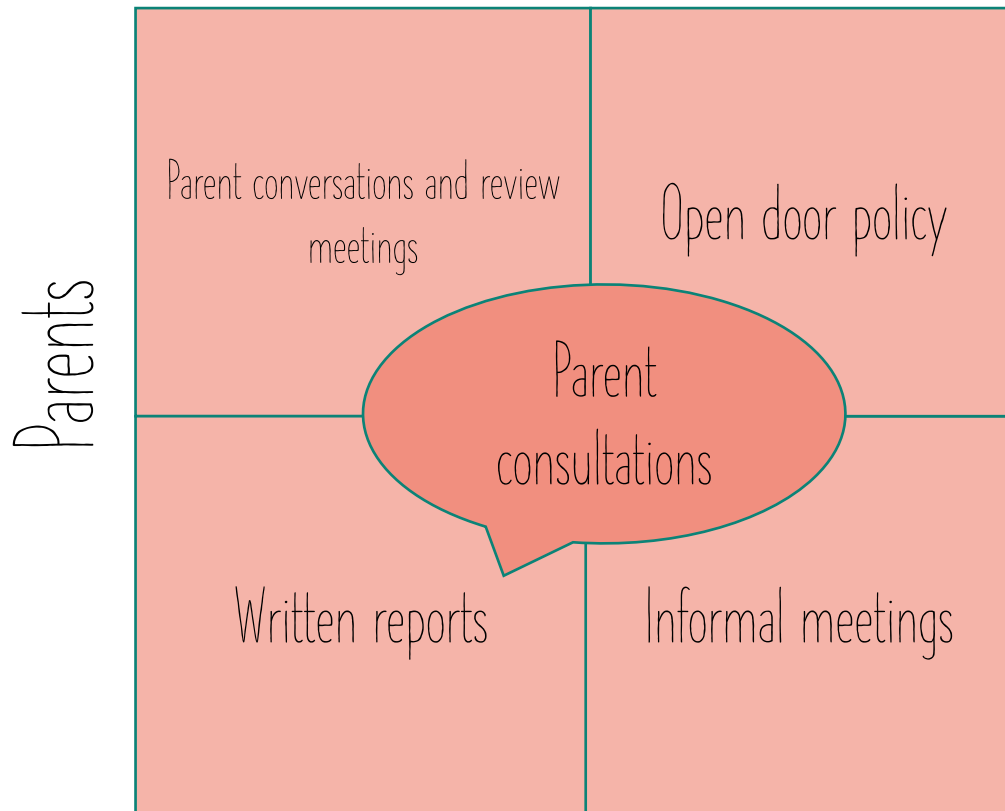 Parents
Parent conversations and review
meetings
Open door policy
Parent
consultations
Written reports
Informal meetings